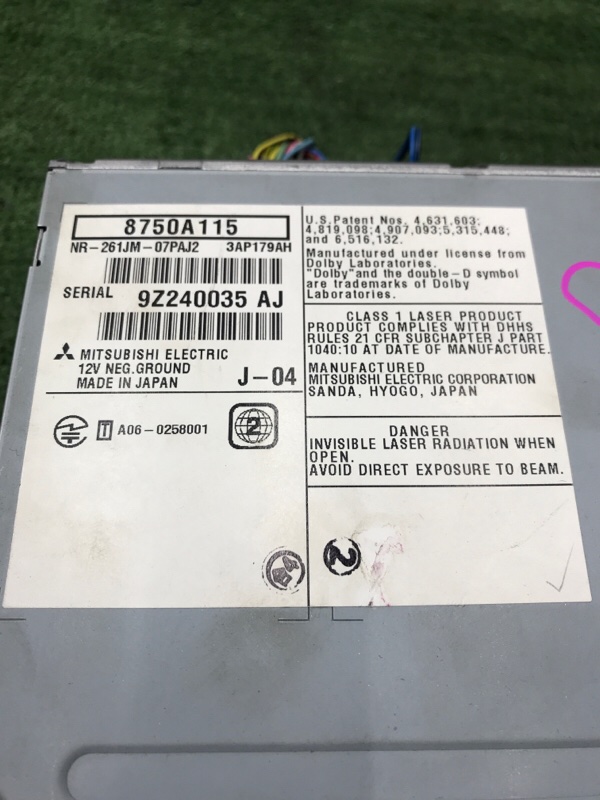 8750A115
NR-261JM-07PAJ2 3AP179AH
SERIAL 9Z240035 AJ
MITSUBISHI ELECTRIC
12V NEG.GROUND
MADE IN JAPAN J-04
T A06-0258001
2
U.S.Patent Nos. 4,631,603;
4,819,098;4,907,093;5,315,448;
and 6,516,132.
Manufactured under license from
Dolby Laboratories.
"Dolby"and the double-D symbol
are trademarks of Dolby
Laboratories.
CLASS 1 LASER PRODUCT
PRODUCT COMPLIES WITH DHHS
RULES 21 CFR SUBCHAPTER J PART
1040:10 AT DATE OF MANUFACTURE.
MANUFACTURED
MITSUBISHI ELECTRIC CORPORATION
SANDA, HYOGO, JAPAN
DANGER
INVISIBLE LASER RADIATION WHEN
OPEN.
AVOID DIRECT EXPOSURE TO BEAM.
2